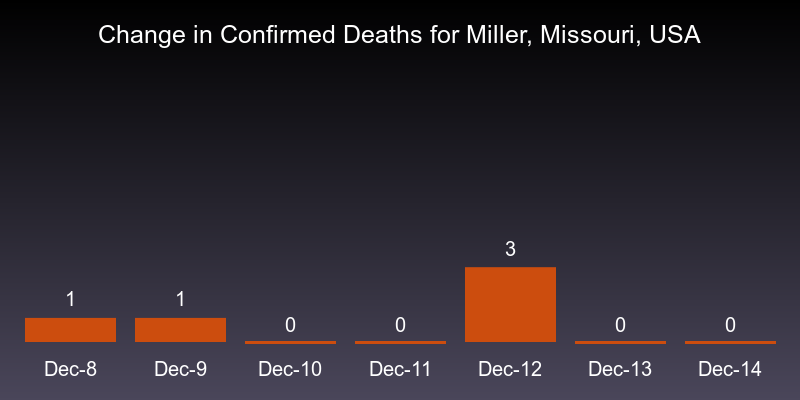 Change in Confirmed Deaths for Miller, Missouri, USA
3
1 1
0 0 0 0
Dec-8 Dec-9 Dec-10 Dec-11 Dec-12 Dec-13 Dec-14